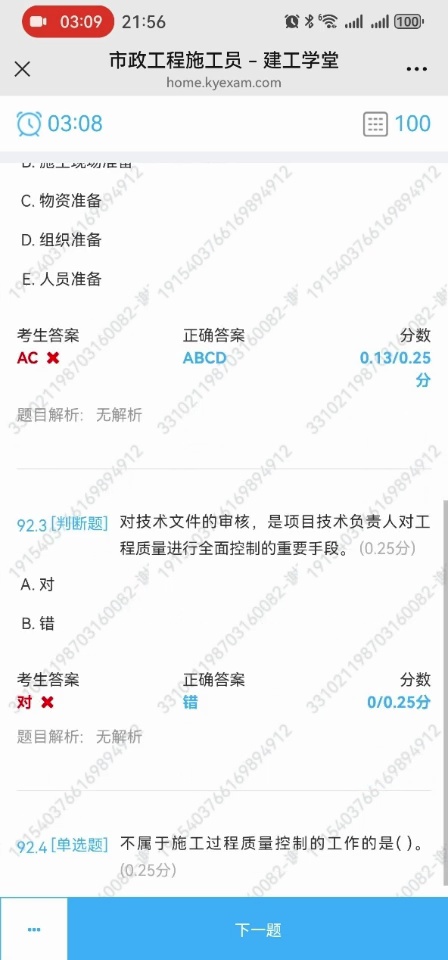 03:09 21:56 100
市政工程施工员 – 建工学堂
home.kyexam.com
03:08 100
B. 施工现场准备
C. 物资准备
D. 组织准备
E. 人员准备
考生答案 正确答案 分数
AC ABCD 0.13/0.25
分
题目解析: 无解析
92.3 [判断题] 对技术文件的审核，是项目技术负责人对工
程质量进行全面控制的重要手段。 (0.25分)
A. 对
B. 错
考生答案 正确答案 分数
对 错 0/0.25分
题目解析: 无解析
92.4 [单选题] 不属于施工过程质量控制的工作的是( )。
(0.25分)
下一题